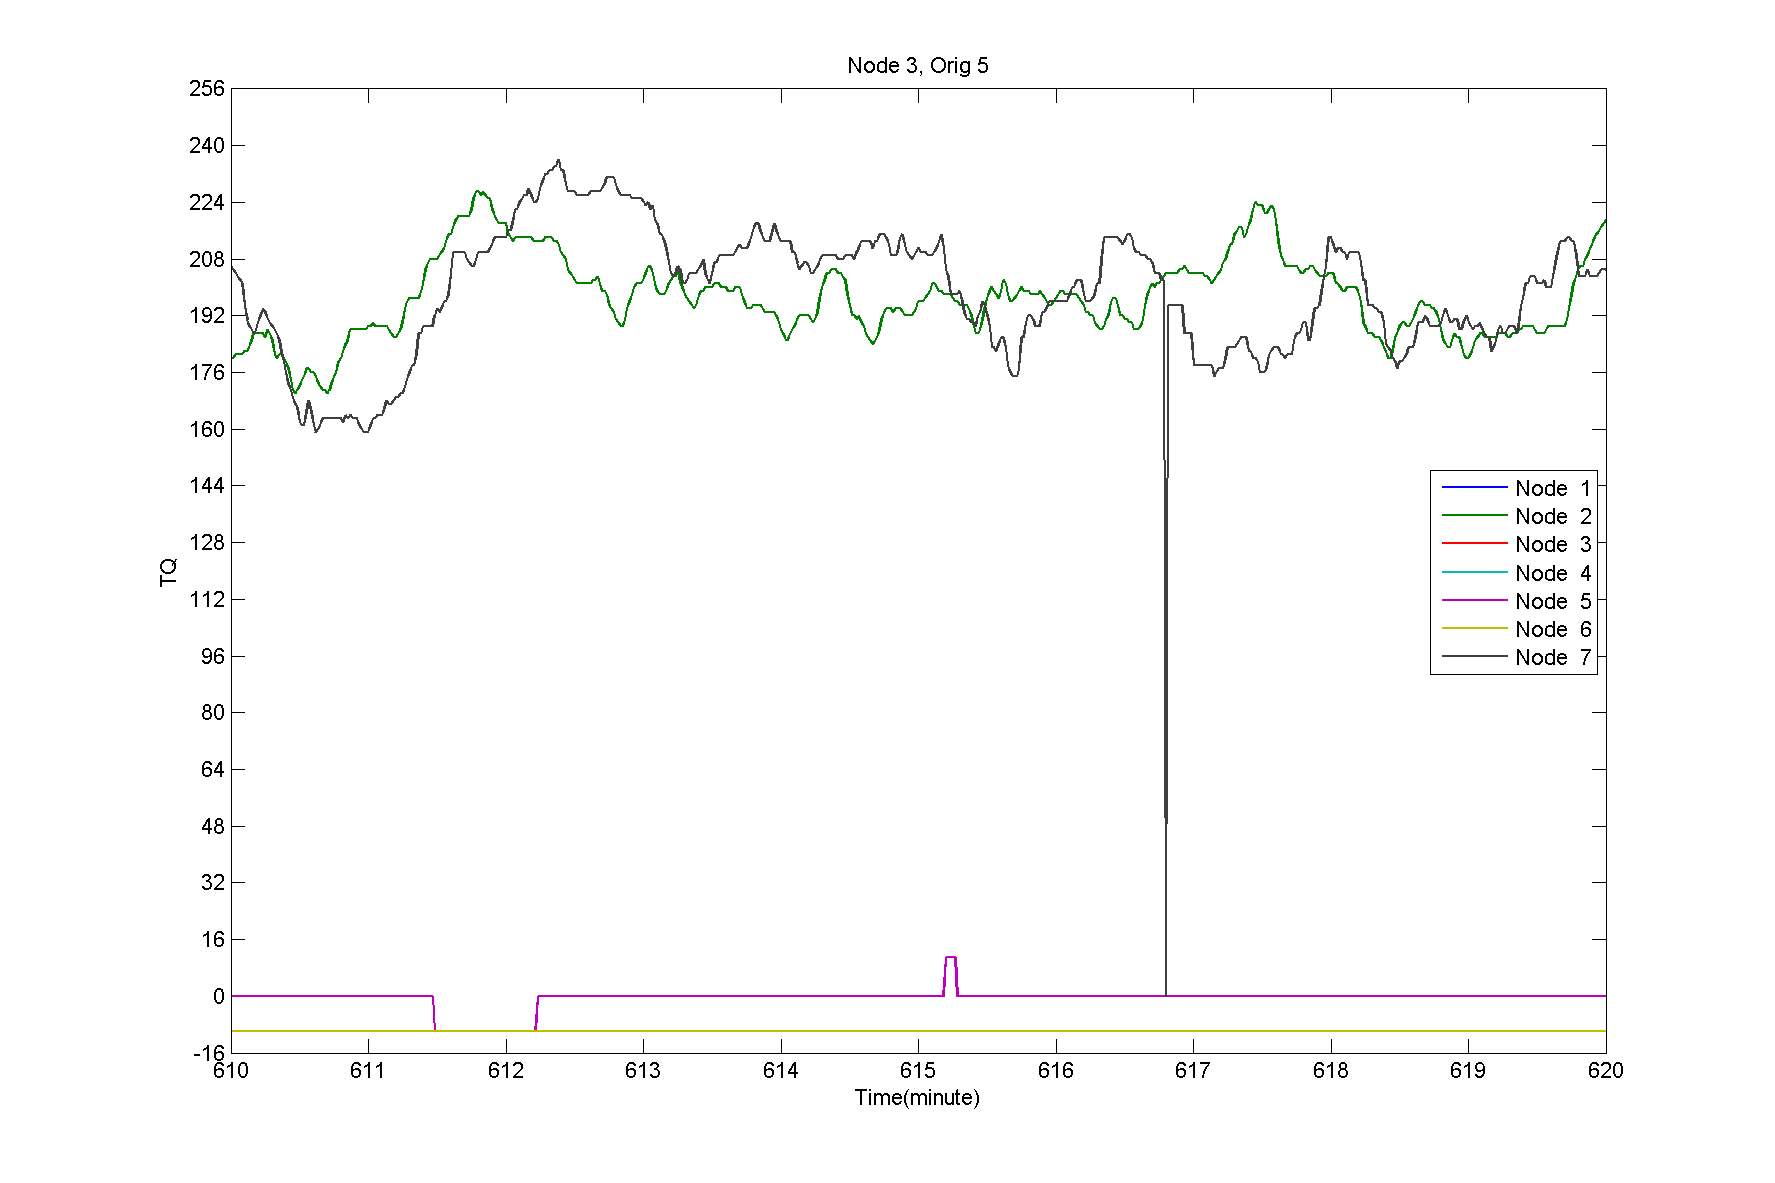 Node 3, Orig 5
256
240
224
208
192
176
160
144
128
112
96
80
64
48
32
16
0
-16
TQ
Node 1
Node 2
Node 3
Node 4
Node 5
Node 6
Node 7
610 611 612 613 614 615 616 617 618 619 620
Time(minute)